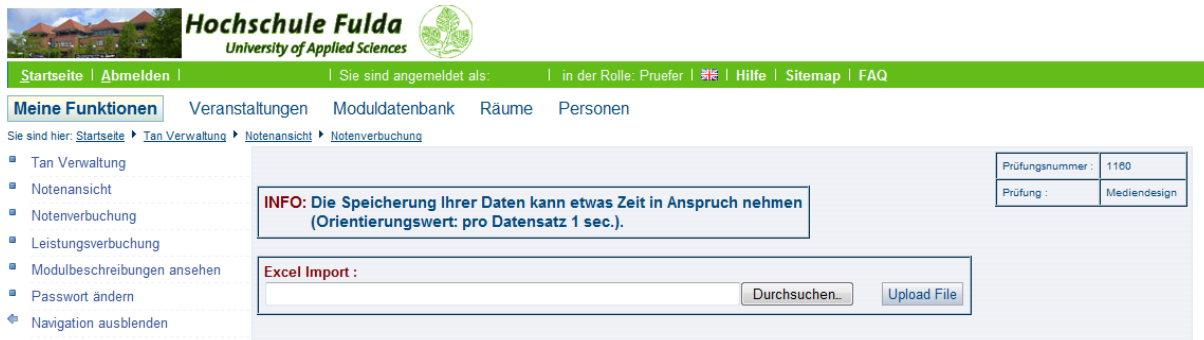 Hochschule Fulda
University of Applied Sciences
Startseite | Abmelden | | Sie sind angemeldet als: | in der Rolle: Pruefer | | Hilfe | Sitemap | FAQ
Meine Funktionen Veranstaltungen Moduldatenbank Räume Personen
Sie sind hier: Startseite Tan Verwaltung Notenansicht Notenverbuchung
Tan Verwaltung
Notenansicht
Notenverbuchung
Leistungsverbuchung
Modulbeschreibungen ansehen
Passwort ändern
Navigation ausblenden
Prüfungsnummer : 1160
Prüfung : Mediendesign
INFO: Die Speicherung Ihrer Daten kann etwas Zeit in Anspruch nehmen
(Orientierungswert: pro Datensatz 1 sec.).
Excel Import :
Durchsuchen... Upload File